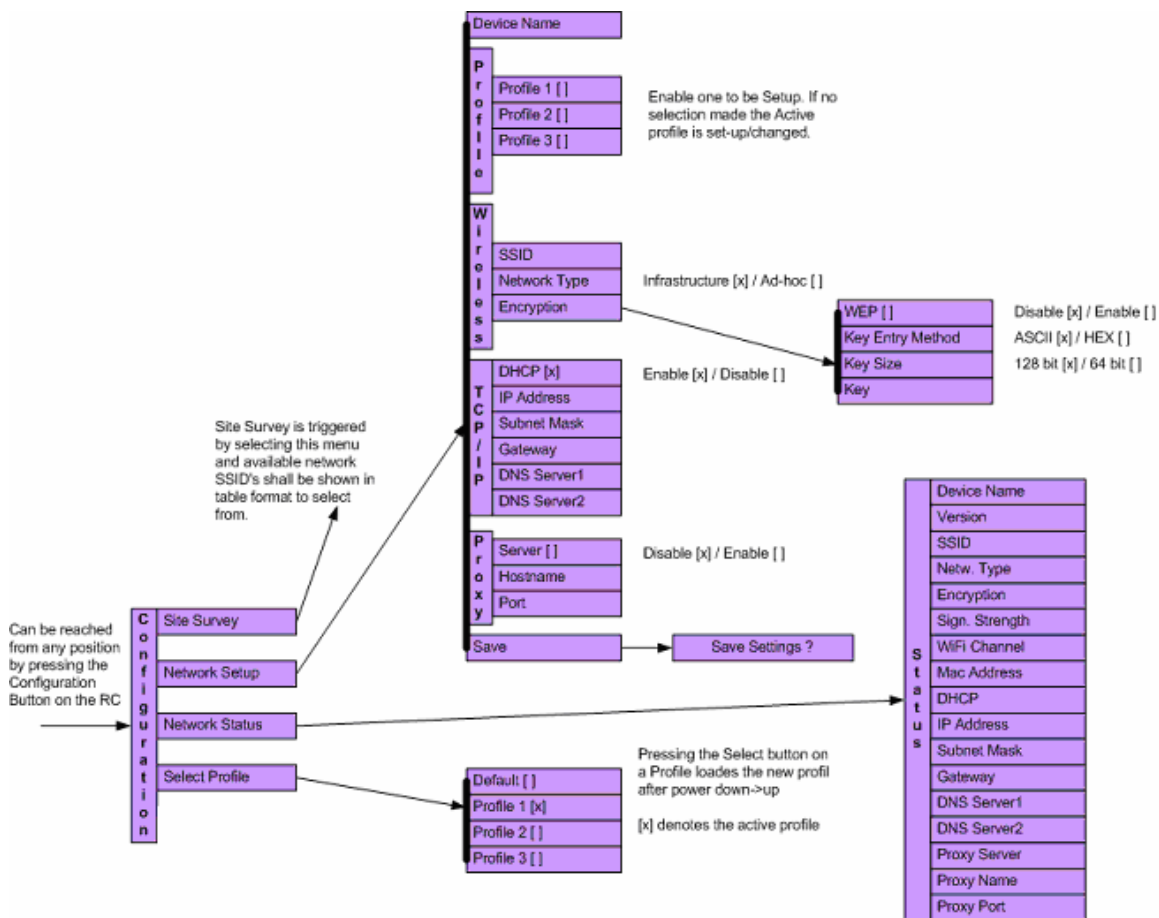 Device Name
Profile
Profile 1 [ ]
Profile 2 [ ]
Profile 3 [ ]
Enable one to be Setup. If no
selection made the Active
profile is set-up/changed.
Wireless
SSID
Network Type
Encryption
Infrastructure [x] / Ad-hoc [ ]
WEP [ ]
Key Entry Method
Key Size
Key
Disable [x] / Enable [ ]
ASCII [x] / HEX [ ]
128 bit [x] / 64 bit [ ]
TCP/IP
DHCP [x]
IP Address
Subnet Mask
Gateway
DNS Server1
DNS Server2
Enable [x] / Disable [ ]
Proxy
Server [ ]
Hostname
Port
Disable [x] / Enable [ ]
Save
Save Settings ?
Site Survey is triggered
by selecting this menu
and available network
SSID's shall be shown in
table format to select
from.
Can be reached
from any position
by pressing the
Configuration
Button on the RC
Configuration
Site Survey
Network Setup
Network Status
Select Profile
Default [ ]
Profile 1 [x]
Profile 2 [ ]
Profile 3 [ ]
Pressing the Select button on
a Profile loads the new profil
after power down->up
[x] denotes the active profile
Status
Device Name
Version
SSID
Netw. Type
Encryption
Sign. Strength
WiFi Channel
Mac Address
DHCP
IP Address
Subnet Mask
Gateway
DNS Server1
DNS Server2
Proxy Server
Proxy Name
Proxy Port